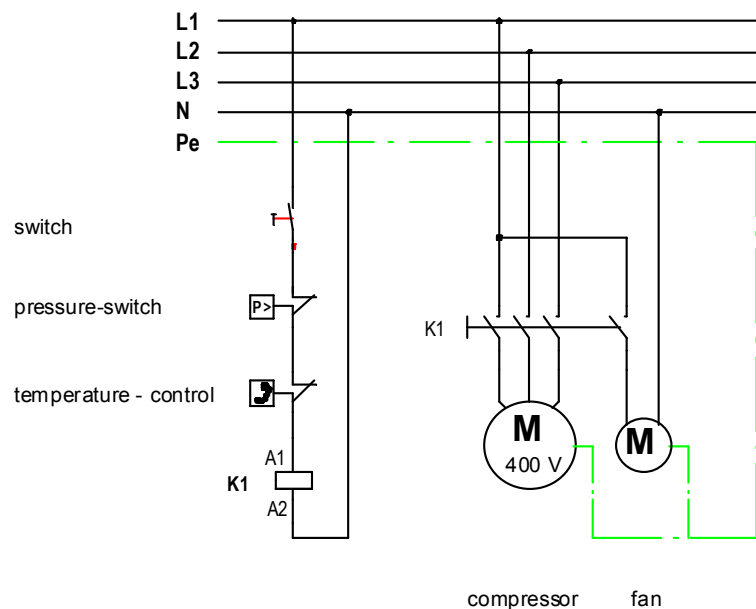 L1
L2
L3
N
Pe
switch
pressure-switch
P>
K1
temperature - control
A1
K1
A2
M
400 V
M
compressor fan